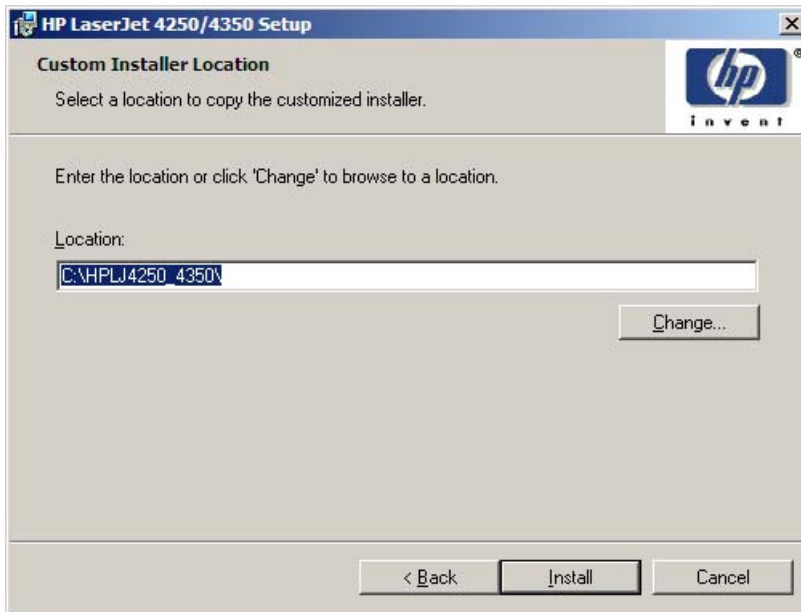 HP LaserJet 4250/4350 Setup
Custom Installer Location
Select a location to copy the customized installer.
hp
®
invent
Enter the location or click 'Change' to browse to a location.
Location:
C:\HPLJ4250_4350\
Change...
< Back
Install
Cancel